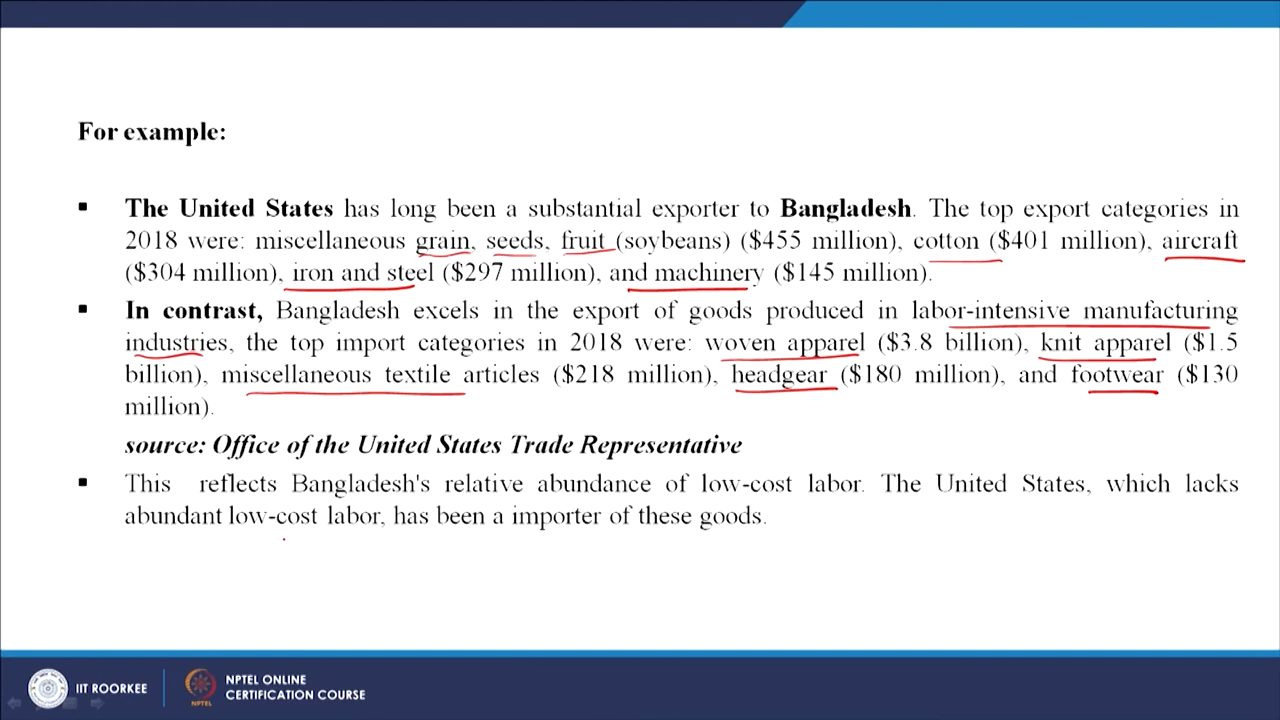 For example:
▪ The United States has long been a substantial exporter to Bangladesh. The top export categories in
2018 were: miscellaneous grain, seeds, fruit (soybeans) ($455 million), cotton ($401 million), aircraft
($304 million), iron and steel ($297 million), and machinery ($145 million).
▪ In contrast, Bangladesh excels in the export of goods produced in labor-intensive manufacturing
industries, the top import categories in 2018 were: woven apparel ($3.8 billion), knit apparel ($1.5
billion), miscellaneous textile articles ($218 million), headgear ($180 million), and footwear ($130
million).
source: Office of the United States Trade Representative
▪ This reflects Bangladesh's relative abundance of low-cost labor. The United States, which lacks
abundant low-cost labor, has been a importer of these goods.
IIT ROORKEE
NPTEL
NPTEL ONLINE
CERTIFICATION COURSE